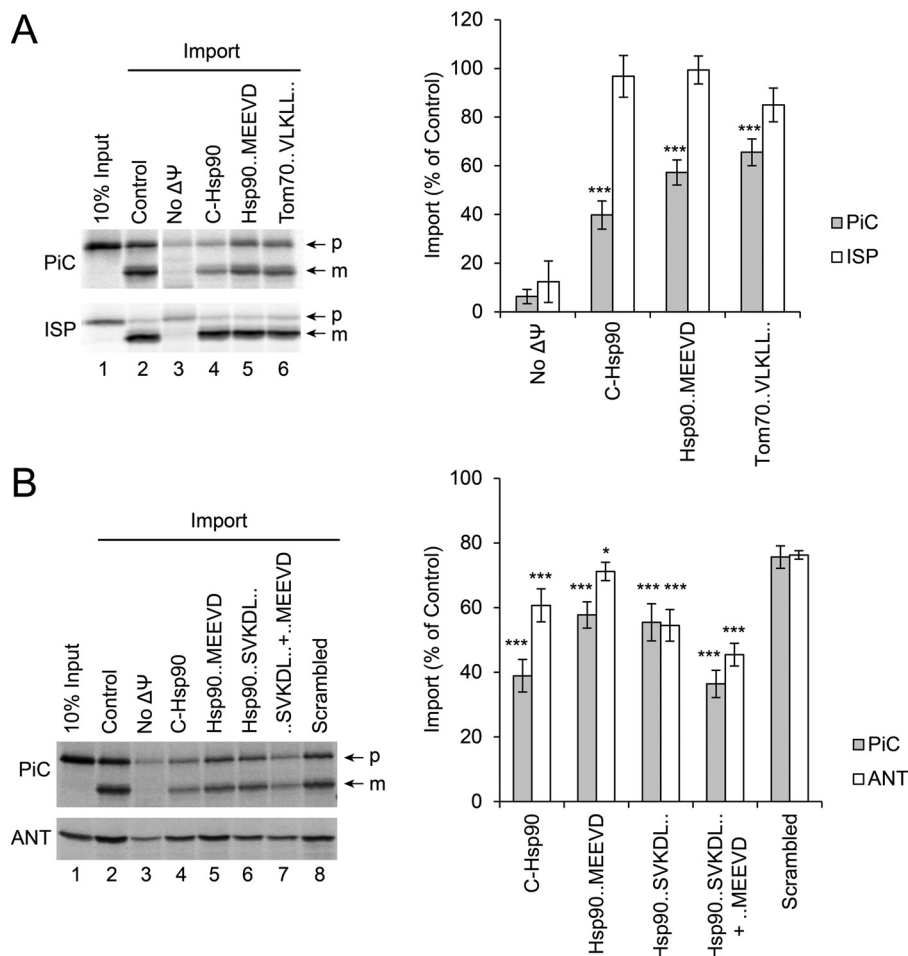 A
Import
10% Input
Control
No ΔΨ
C-Hsp90
Hsp90..MEEVD
Tom70..VLKLL..
PiC
p
m
ISP
p
m
1 2 3 4 5 6
Import (% of Control)
120
100
80
60
40
20
0
***
***
***
No ΔΨ
C-Hsp90
Hsp90..MEEVD
Tom70..VLKLL..
PiC
ISP
B
Import
10% Input
Control
No ΔΨ
C-Hsp90
Hsp90..MEEVD
Hsp90..SVKDL..
..SVKDL..+..MEEVD
Scrambled
PiC
p
m
ANT
1 2 3 4 5 6 7 8
Import (% of Control)
100
80
60
40
20
0
*** ***
*** *
*** ***
*** ***
C-Hsp90
Hsp90..MEEVD
Hsp90..SVKDL..
Hsp90..SVKDL..
+ ..MEEVD
Scrambled
PiC
ANT